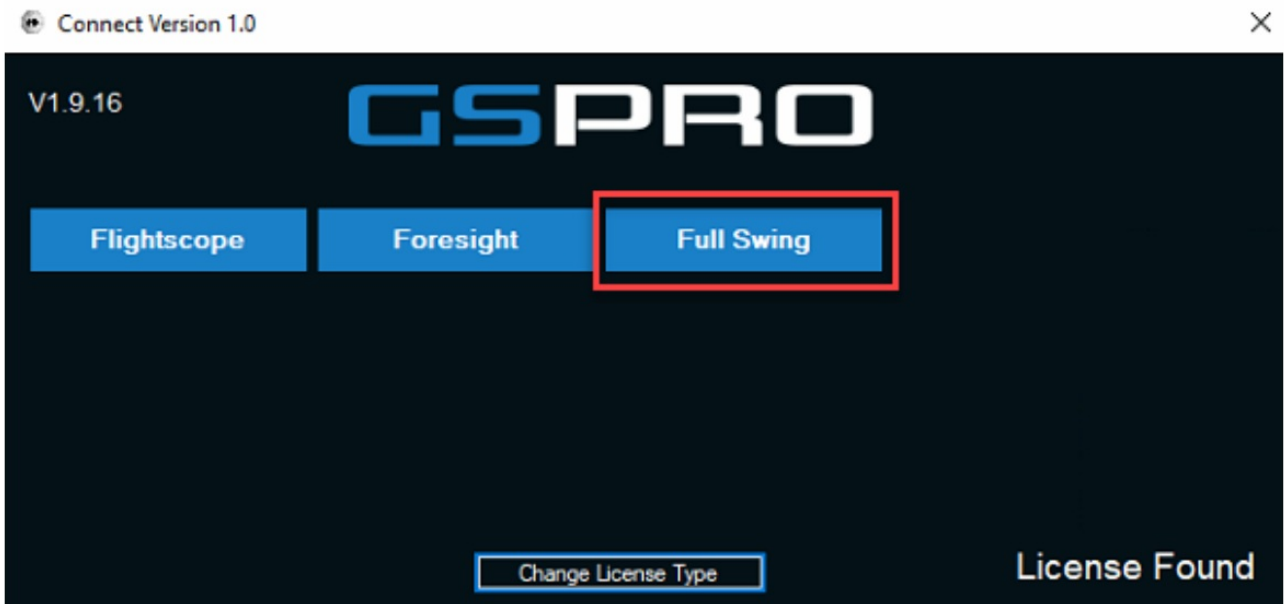 Connect Version 1.0
V1.9.16
GSPRO
Flightscope Foresight Full Swing
Change License Type
License Found